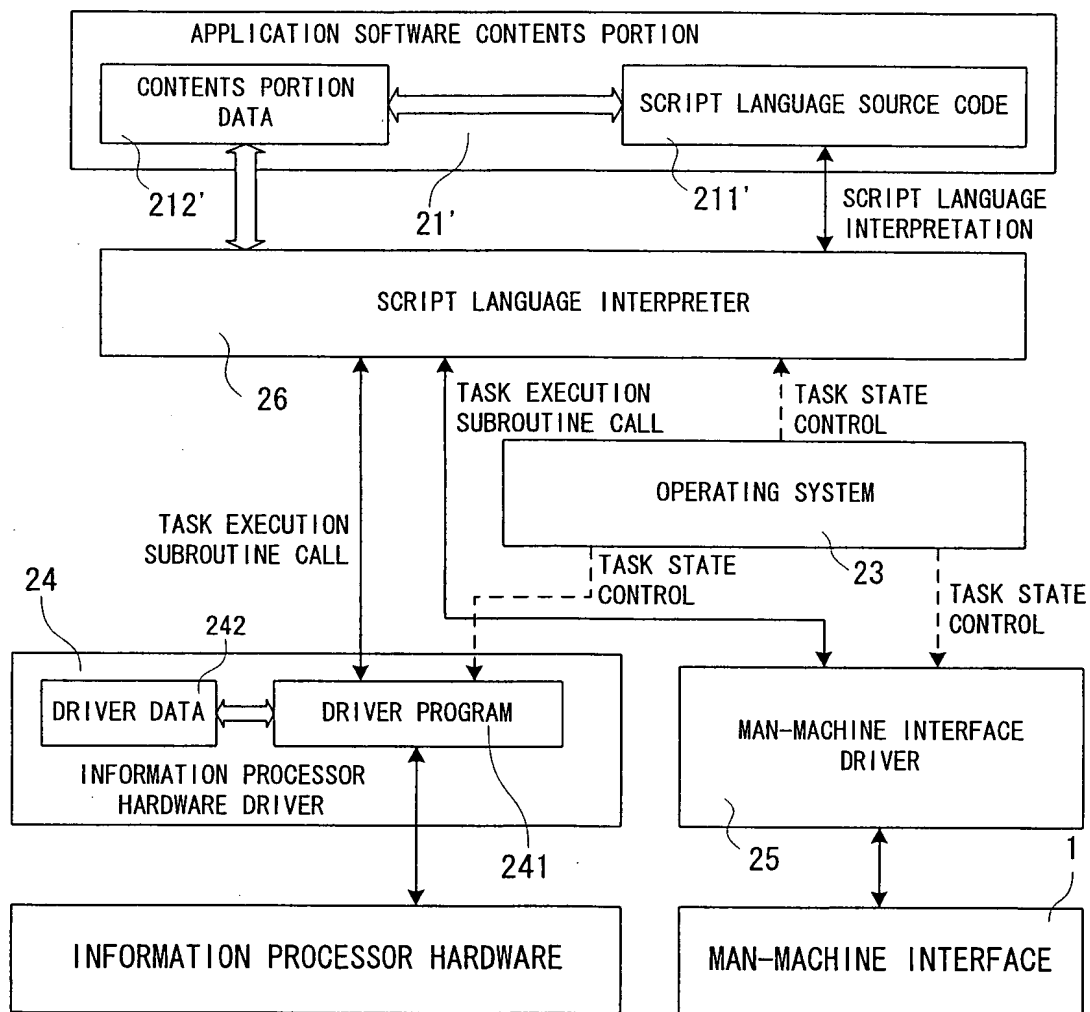 APPLICATION SOFTWARE CONTENTS PORTION
CONTENTS PORTION
DATA
SCRIPT LANGUAGE SOURCE CODE
212'
21'
211'
SCRIPT LANGUAGE
INTERPRETATION
SCRIPT LANGUAGE INTERPRETER
26
TASK EXECUTION
SUBROUTINE CALL
TASK STATE
CONTROL
OPERATING SYSTEM
23
TASK EXECUTION
SUBROUTINE CALL
TASK STATE
CONTROL
TASK STATE
CONTROL
24
242
DRIVER DATA
DRIVER PROGRAM
INFORMATION PROCESSOR
HARDWARE DRIVER
241
MAN-MACHINE INTERFACE
DRIVER
25
1
INFORMATION PROCESSOR HARDWARE
MAN-MACHINE INTERFACE